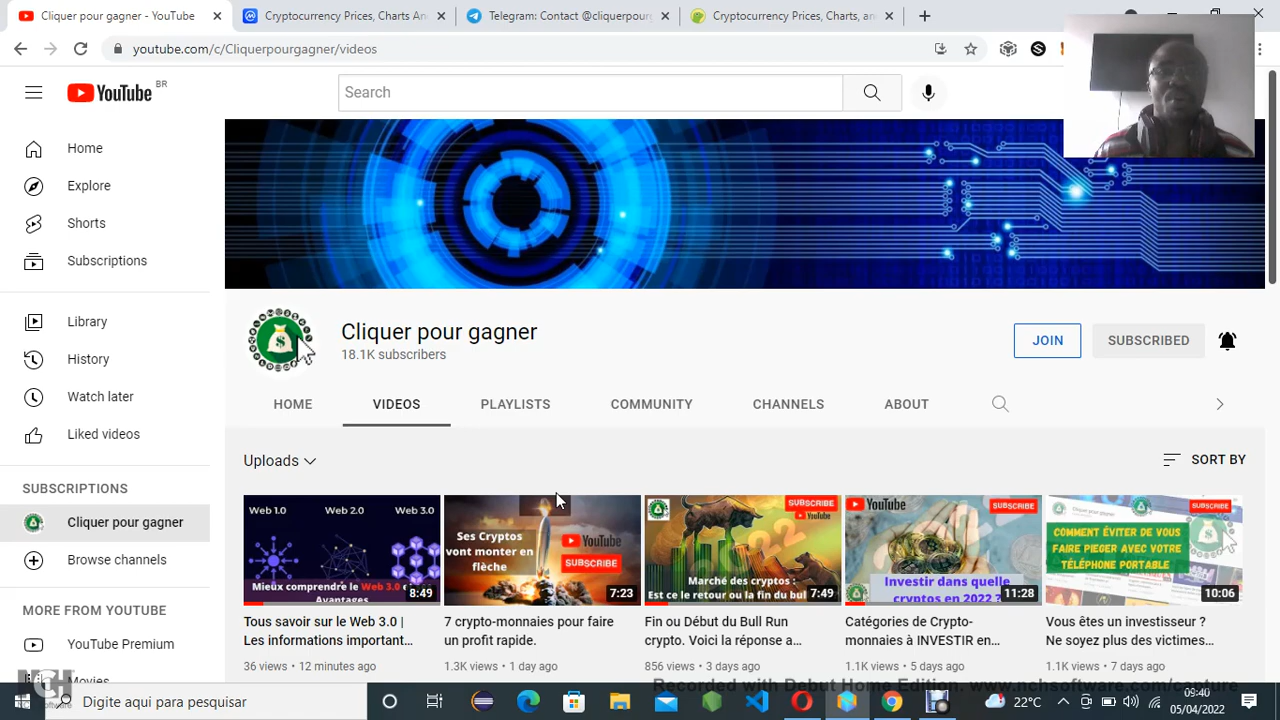 Cliquer pour gagner - YouTube
Cryptocurrency Prices, Charts An
Telegram: Contact @cliquerpourg
Cryptocurrency Prices, Charts, an
youtube.com/c/Cliquerpourgagner/videos
YouTube BR
Search
Home
Explore
Shorts
Subscriptions
Library
History
Watch later
Liked videos
SUBSCRIPTIONS
Cliquer pour gagner
Browse channels
MORE FROM YOUTUBE
YouTube Premium
Movies
Cliquer pour gagner
18.1K subscribers
JOIN
SUBSCRIBED
HOME
VIDEOS
PLAYLISTS
COMMUNITY
CHANNELS
ABOUT
Uploads
SORT BY
Web 1.0
Web 2.0
Web 3.0
Mieux comprendre le Web 3.0 e
Avantages
8:49
Tous savoir sur le Web 3.0 |
Les informations important...
36 views • 12 minutes ago
Ses Cryptos
vont monter en
flèche
YouTube
SUBSCRIBE
7:23
7 crypto-monnaies pour faire
un profit rapide.
1.3K views • 1 day ago
SUBSCRIBE
YouTube
Marché des cryptos :
Est ce le retour ou la fin du bul
7:49
Fin ou Début du Bull Run
crypto. Voici la réponse a...
856 views • 3 days ago
YouTube
SUBSCRIBE
Investir dans quelle
cryptos en 2022 ?
11:28
Catégories de Crypto-
monnaies à INVESTIR en...
1.1K views • 5 days ago
SUBSCRIBE
COMMENT ÉVITER DE VOUS
FAIRE PIEGER AVEC VOTRE
TÉLÉPHONE PORTABLE
10:06
Vous êtes un investisseur ?
Ne soyez plus des victimes...
1.1K views • 7 days ago
Recorded with Debut Home Edition. www.nchsoftware.com/capture
NCH
Software
Digite aqui para pesquisar
22°C
09:40
05/04/2022